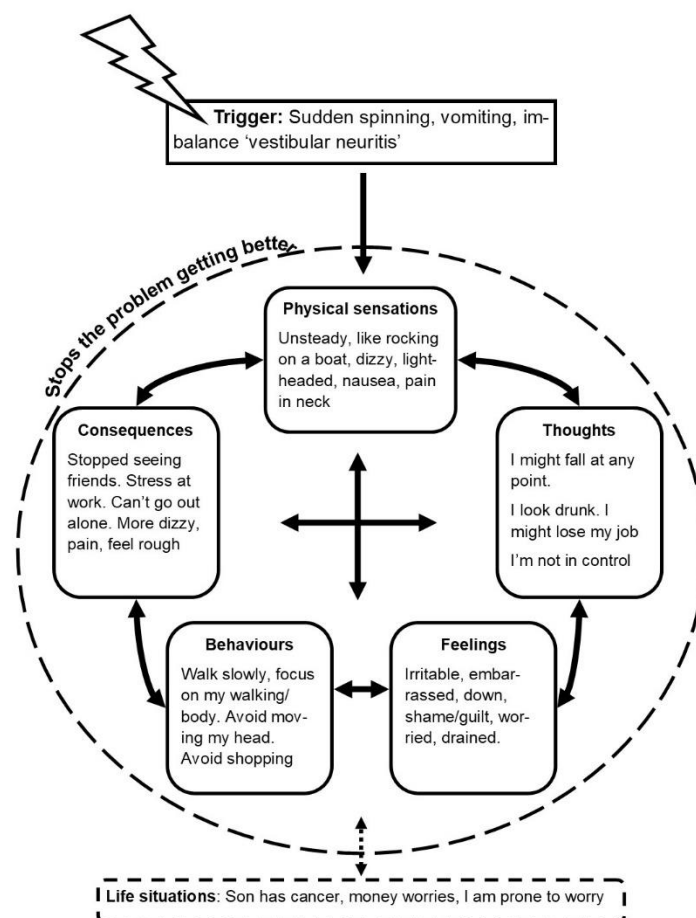 Trigger: Sudden spinning, vomiting, im-
balance ‘vestibular neuritis’
Stops the problem getting better
Physical sensations
Unsteady, like rocking
on a boat, dizzy, light-
headed, nausea, pain
in neck
Consequences
Stopped seeing
friends. Stress at
work. Can’t go out
alone. More dizzy,
pain, feel rough
Thoughts
I might fall at any
point.
I look drunk. I
might lose my job
I’m not in control
Behaviours
Walk slowly, focus
on my walking/
body. Avoid mov-
ing my head.
Avoid shopping
Feelings
Irritable, embar-
rassed, down,
shame/guilt, wor-
ried, drained.
Life situations: Son has cancer, money worries, I am prone to worry